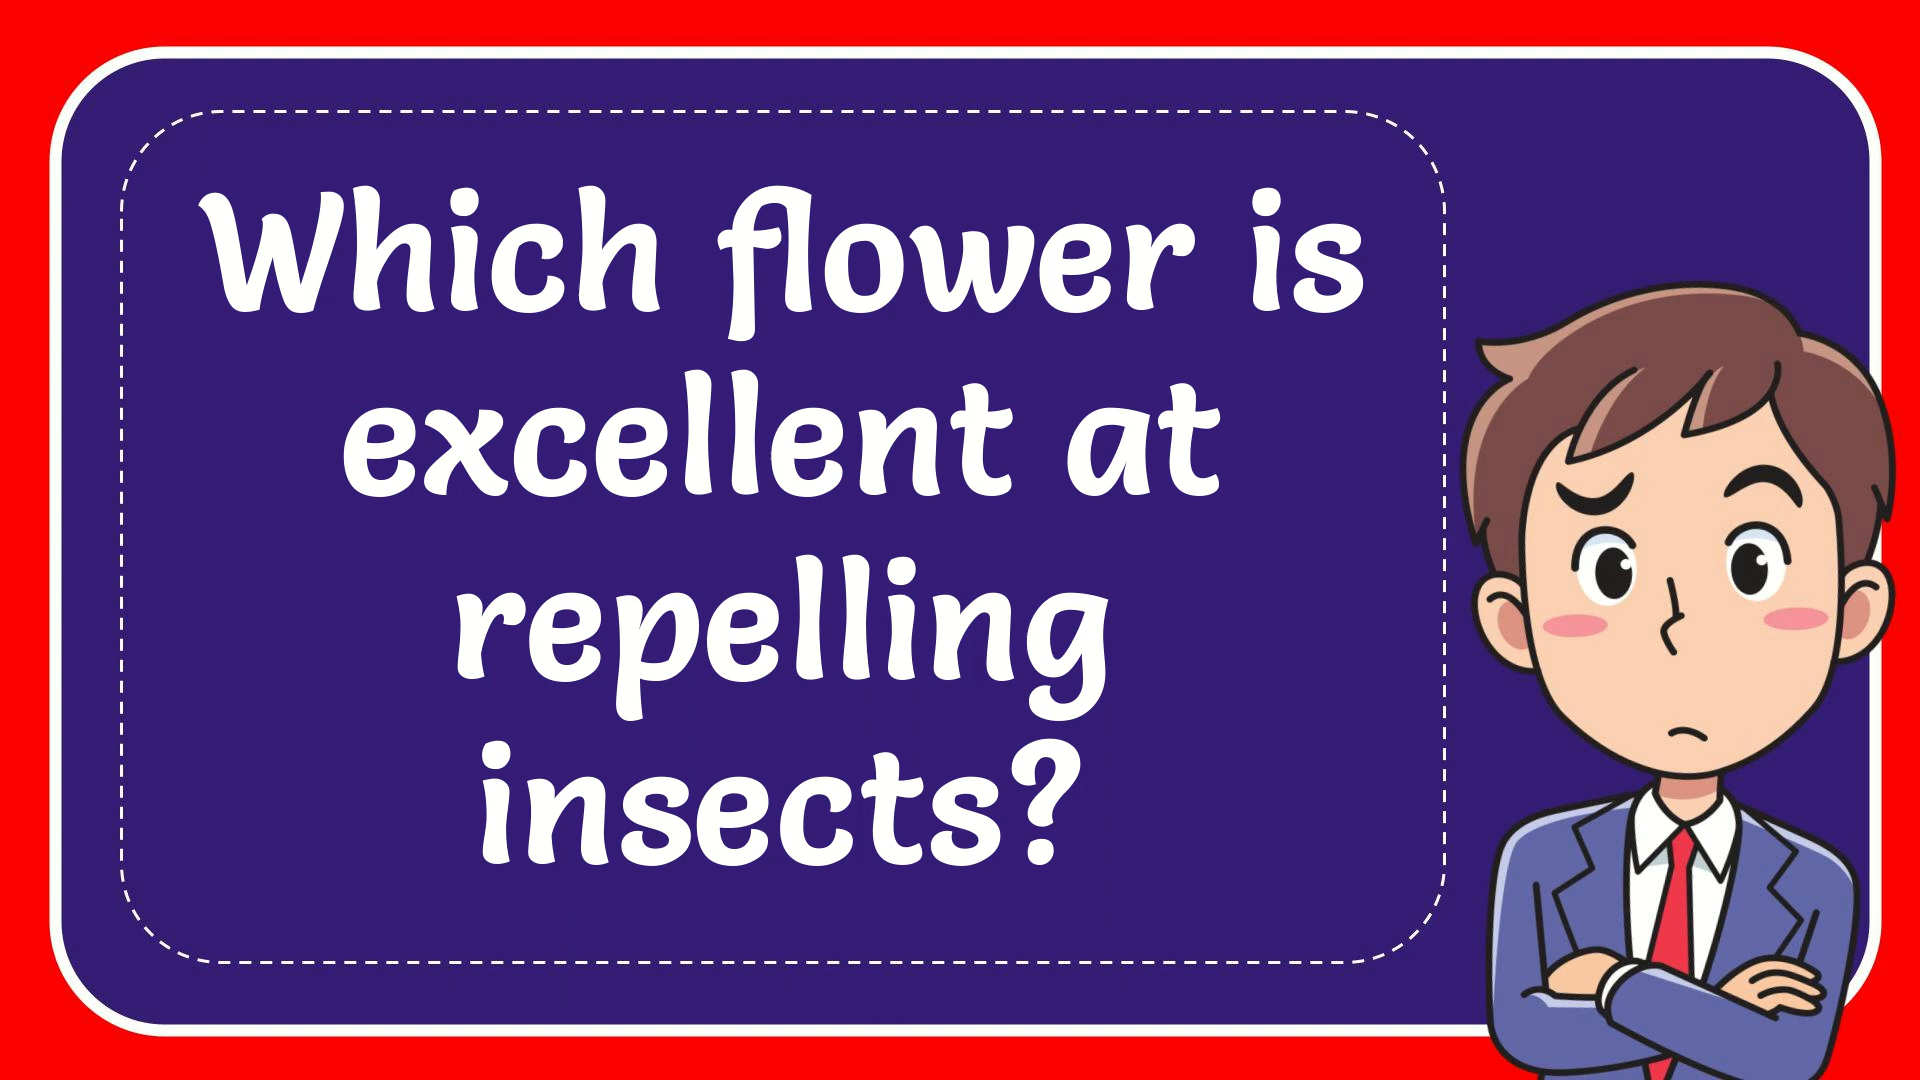 Which flower is
excellent at
repelling
insects?